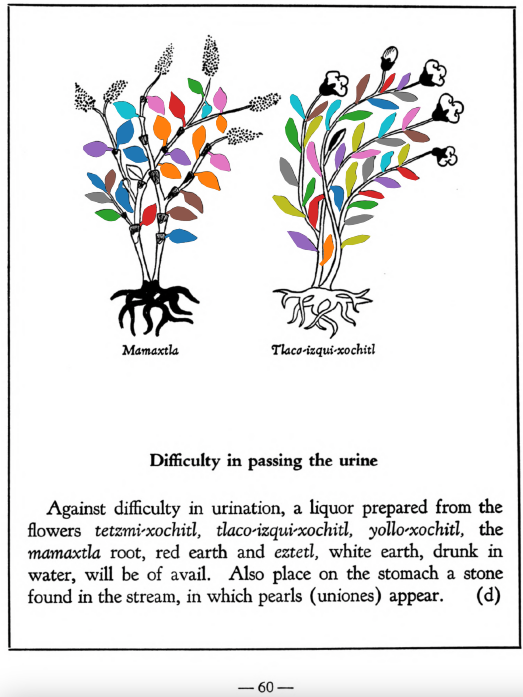 Mamaxtla
Tlaco-izqui-xochitl
Difficulty in passing the urine
Against difficulty in urination, a liquor prepared from the
flowers tetzmi-xochitl, tlaco-izqui-xochitl, yollo-xochitl, the
mamaxtla root, red earth and eztetl, white earth, drunk in
water, will be of avail. Also place on the stomach a stone
found in the stream, in which pearls (uniones) appear. (d)
— 60 —